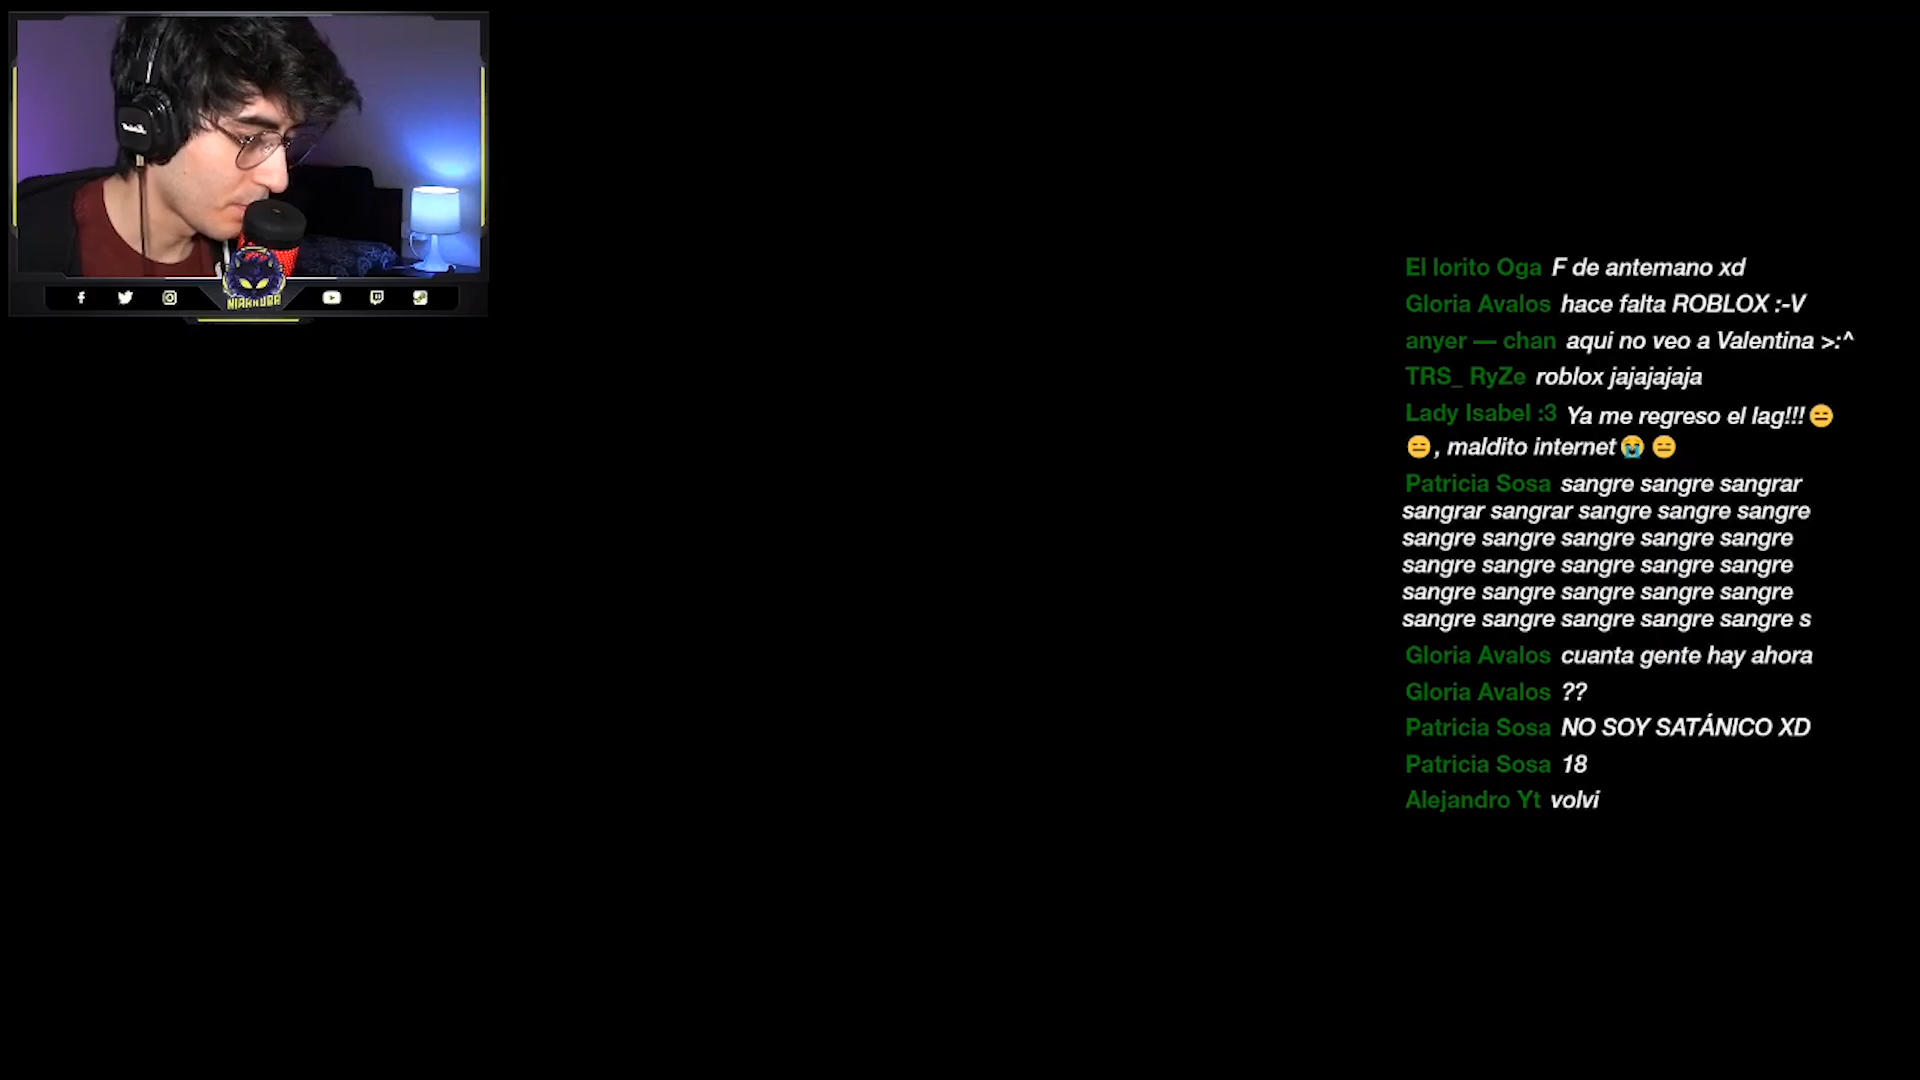 NIAKKUBA
El lorito Oga F de antemano xd
Gloria Avalos hace falta ROBLOX :-V
anyer — chan aqui no veo a Valentina >:^
TRS_ RyZe roblox jajajajaja
Lady Isabel :3 Ya me regreso el lag!!!😑
😑, maldito internet😭😑
Patricia Sosa sangre sangre sangrar
sangrar sangrar sangre sangre sangre
sangre sangre sangre sangre sangre
sangre sangre sangre sangre sangre
sangre sangre sangre sangre sangre
sangre sangre sangre sangre sangre s
Gloria Avalos cuanta gente hay ahora
Gloria Avalos ??
Patricia Sosa NO SOY SATÁNICO XD
Patricia Sosa 18
Alejandro Yt volvi